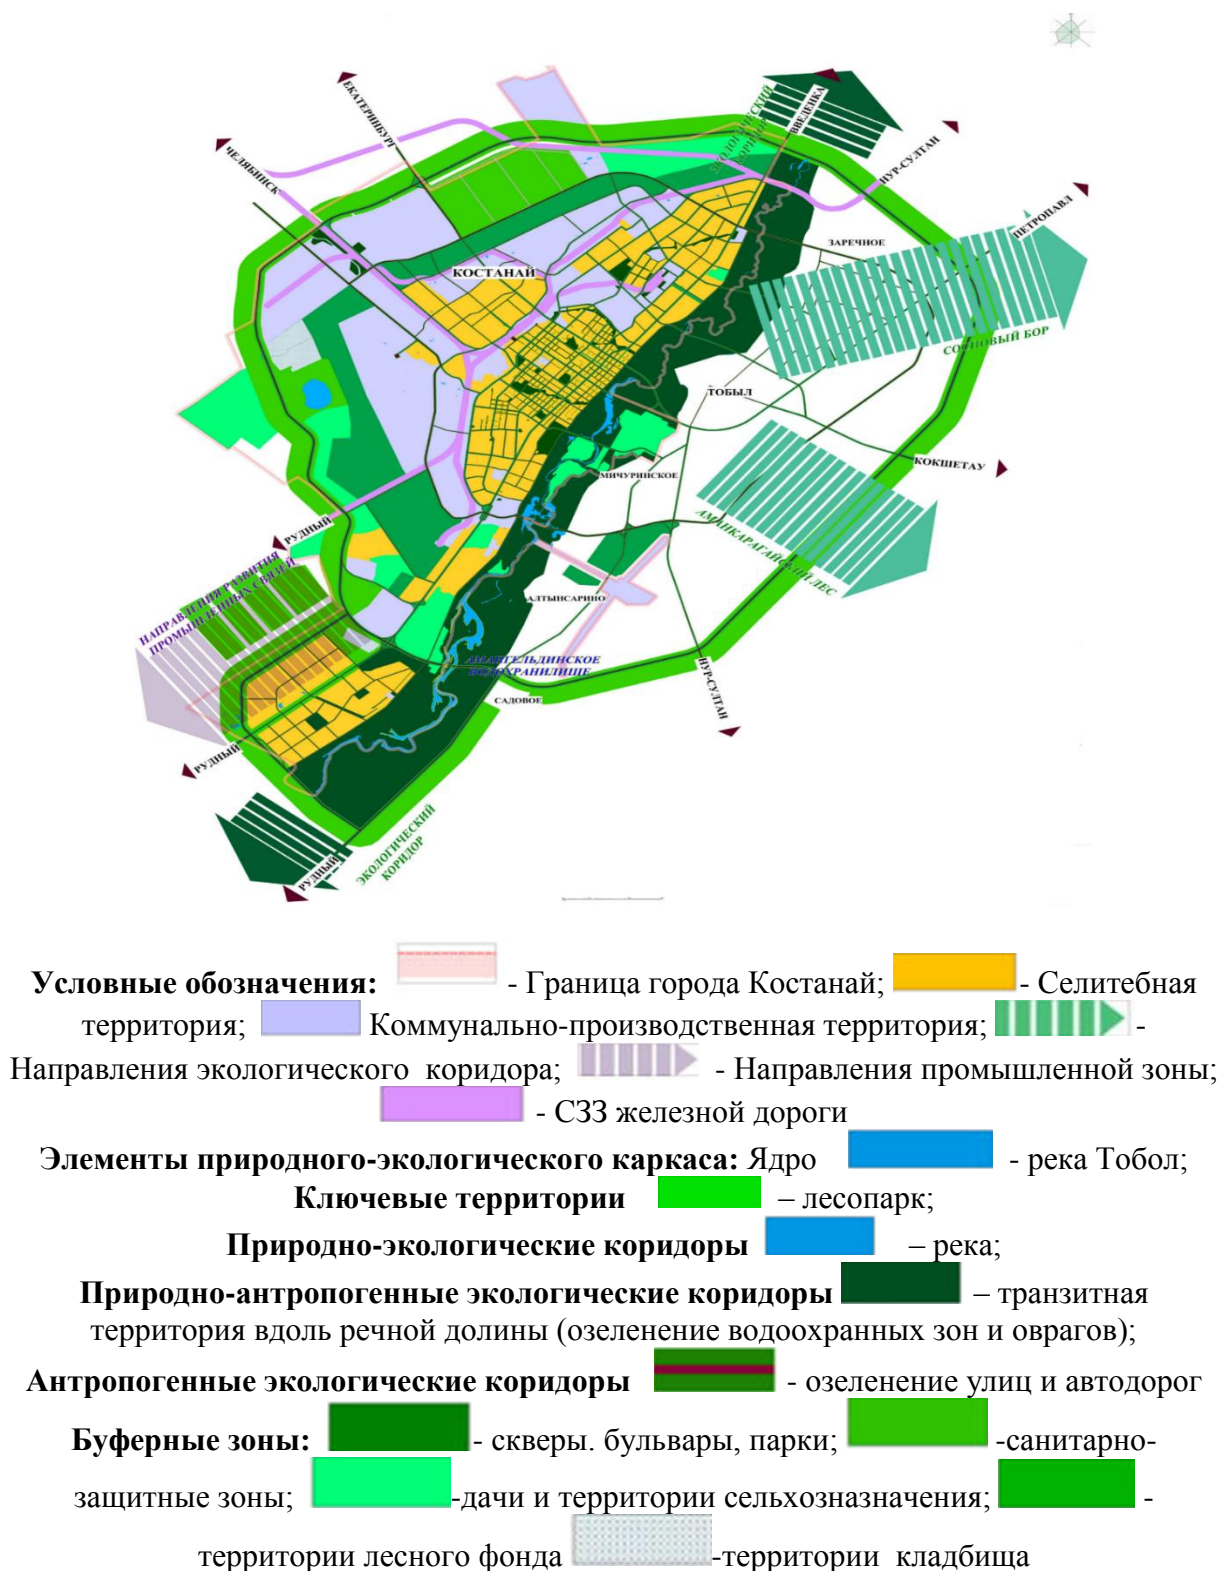 ЕКАТЕРИНБУРГ
ЧЕЛЯБИНСК
ЭКОЛОГИЧЕСКИЙ
КОРИДОР
ВВЕДЕНКА
НУР-СУЛТАН
ПЕТРОПАВЛ
ЗАРЕЧНОЕ
КОСТАНАЙ
СОСНОВЫЙ БОР
ТОБЫЛ
КОКШЕТАУ
МИЧУРИНСКОЕ
АМАНКАРАГАЙСКИЙ ЛЕС
РУДНЫЙ
НАПРАВЛЕНИЯ РАЗВИТИЯ
ПРОМЫШЛЕННЫХ СВЯЗЕЙ
АЛТЫНСАРИНО
АМАНГЕЛЬДИНСКОЕ
ВОДОХРАНИЛИЩЕ
НУР-СУЛТАН
САДОВОЕ
РУДНЫЙ
ЭКОЛОГИЧЕСКИЙ
КОРИДОР
РУДНЫЙ
Условные обозначения: - Граница города Костанай; - Селитебная
территория; Коммунально-производственная территория; -
Направления экологического коридора; - Направления промышленной зоны;
- СЗЗ железной дороги
Элементы природного-экологического каркаса: Ядро - река Тобол;
Ключевые территории – лесопарк;
Природно-экологические коридоры – река;
Природно-антропогенные экологические коридоры – транзитная
территория вдоль речной долины (озеленение водоохранных зон и оврагов);
Антропогенные экологические коридоры - озеленение улиц и автодорог
Буферные зоны: - скверы. бульвары, парки; -санитарно-
защитные зоны; -дачи и территории сельхозназначения; -
территории лесного фонда -территории кладбища